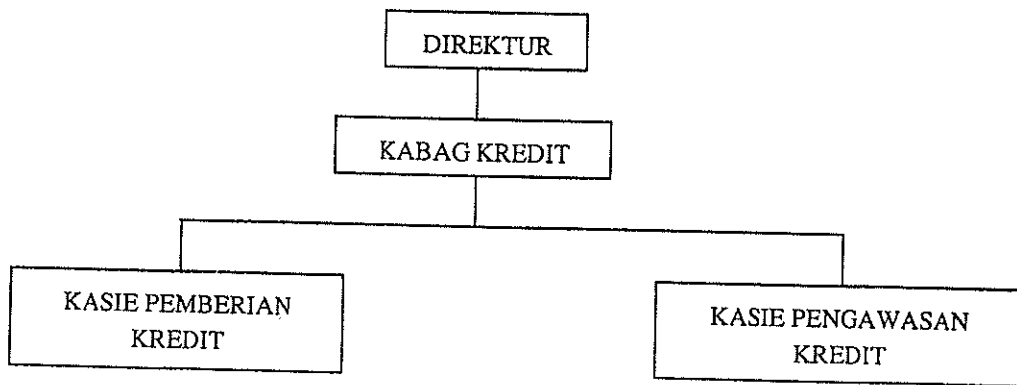 DIREKTUR
KABAG KREDIT
KASIE PEMBERIAN
KREDIT
KASIE PENGAWASAN
KREDIT